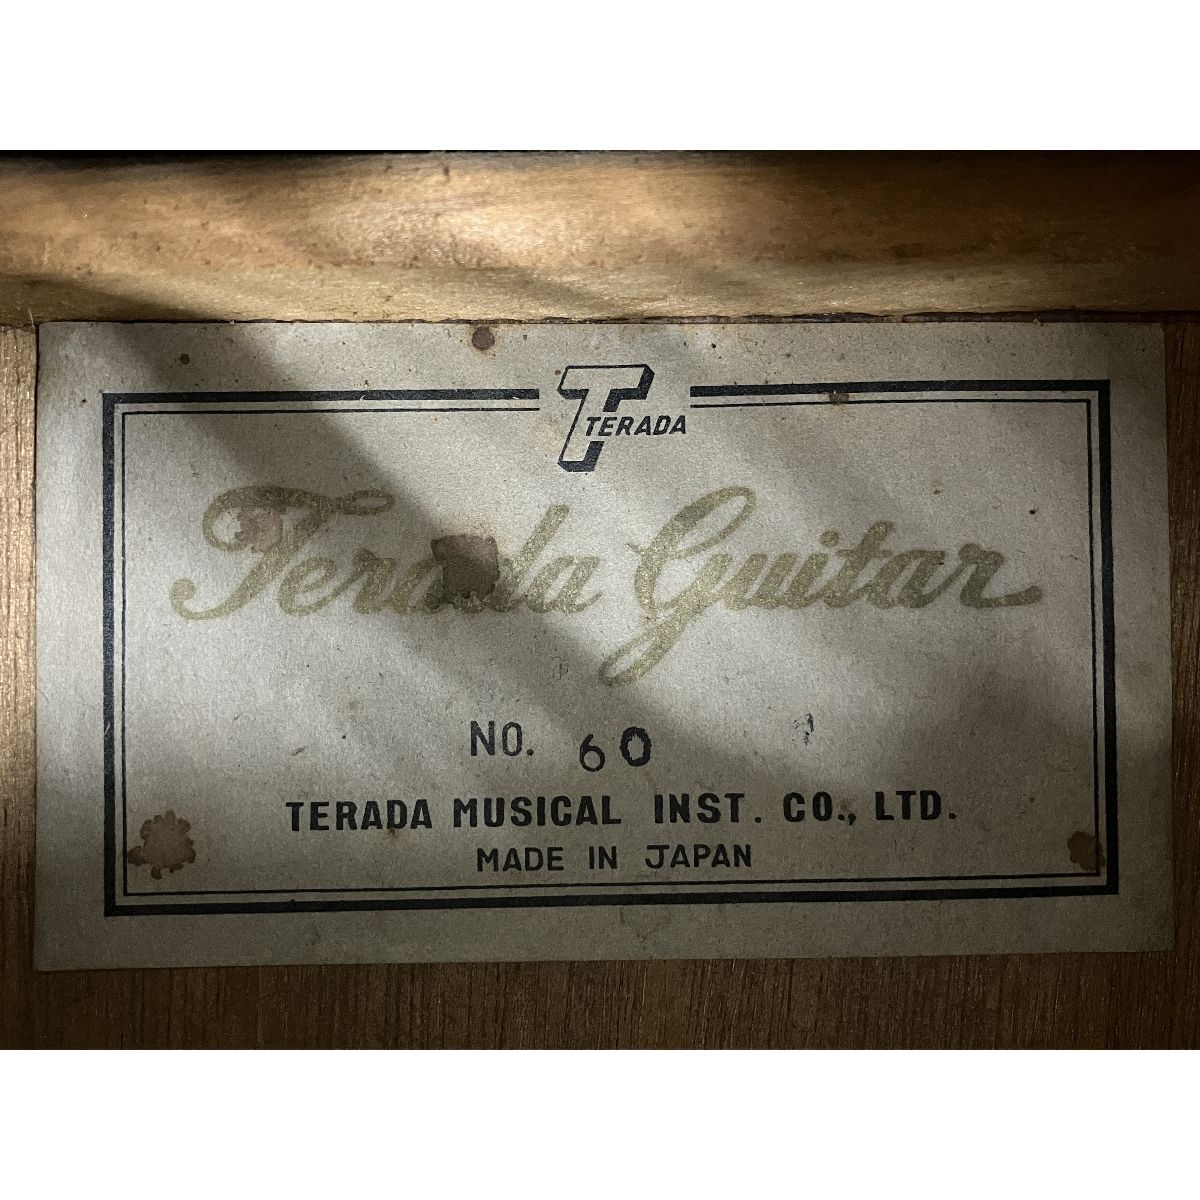 T
TERADA
Terada Guitar
NO. 60
TERADA MUSICAL INST. CO., LTD.
MADE IN JAPAN